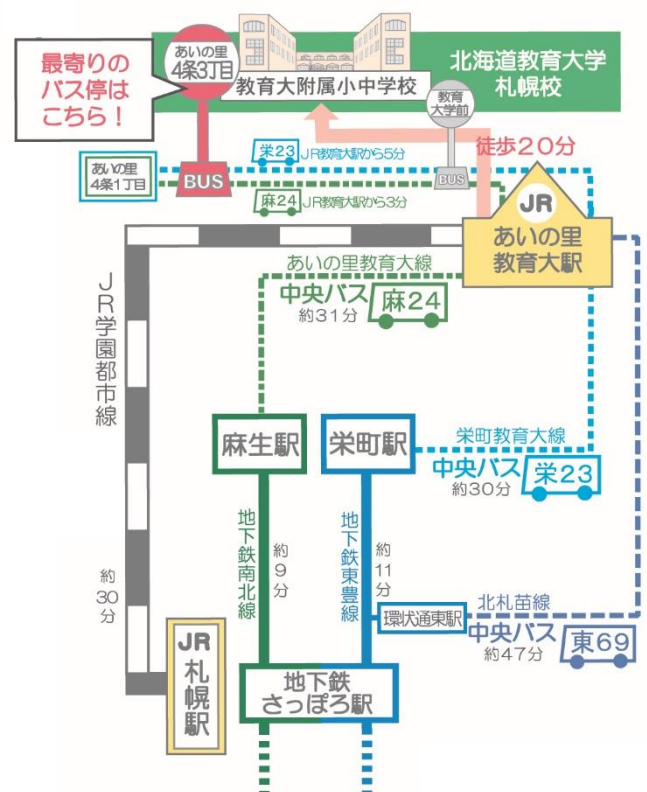 最寄りの
バス停は
こちら！
あいの里
4条3丁目
北海道教育大学
札幌校
教育大附属小中学校
教育
大学前
徒歩20分
栄23
JR教育大駅から5分
あいの里
4条1丁目
BUS
BUS
麻24
JR教育大駅から3分
JR
あいの里
教育大駅
あいの里教育大線
中央バス
麻24
約31分
JR学園都市線
麻生駅
栄町駅
栄町教育大線
中央バス
栄23
約30分
地下鉄南北線
約9分
地下鉄東豊線
約11分
約30分
環状通東駅
北札苗線
中央バス
東69
約47分
JR
札幌駅
地下鉄
さっぽろ駅